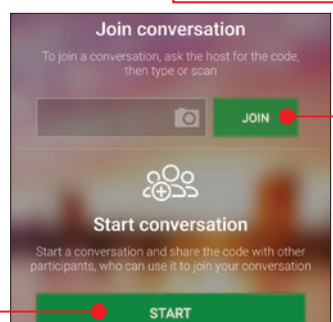 Join conversation
To join a conversation, ask the host for the code,
then type or scan
JOIN
Start conversation
Start a conversation and share the code with other
participants, who can use it to join your conversation
START